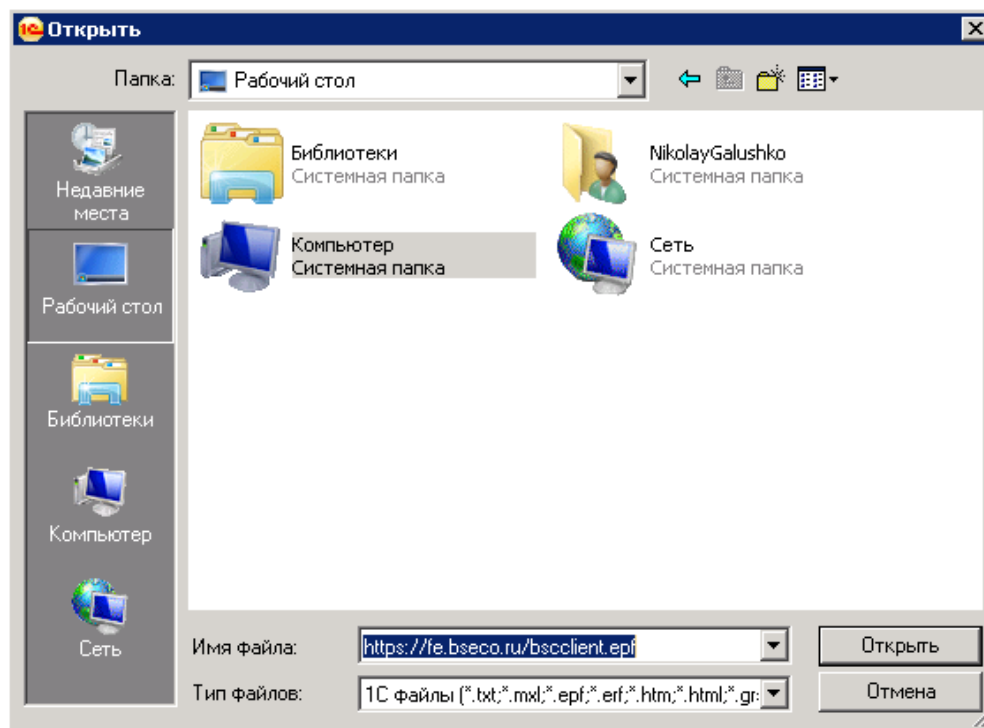 1С Открыть
Папка: Рабочий стол
Недавние
места
Рабочий стол
Библиотеки
Компьютер
Сеть
Библиотеки
Системная папка
NikolayGalushko
Системная папка
Компьютер
Системная папка
Сеть
Системная папка
Имя файла: https://fe.bseco.ru/bscclient.epf Открыть
Тип файлов: 1С файлы (*.txt;*.mxl;*.epf;*.erf;*.htm;*.html;*.gr Отмена